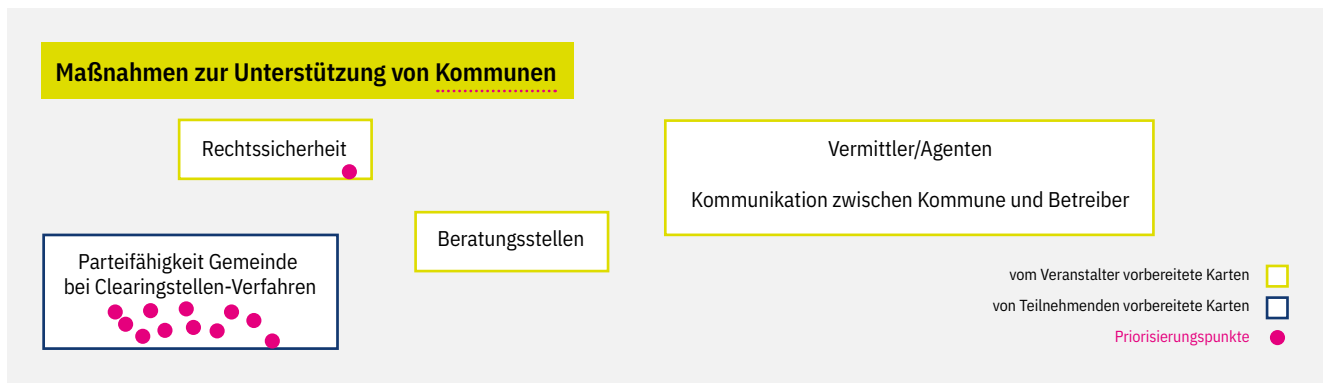 Maßnahmen zur Unterstützung von Kommunen
Rechtssicherheit
Vermittler/Agenten
Kommunikation zwischen Kommune und Betreiber
Beratungsstellen
Parteifähigkeit Gemeinde
bei Clearingstellen-Verfahren
vom Veranstalter vorbereitete Karten
von Teilnehmenden vorbereitete Karten
Priorisierungspunkte